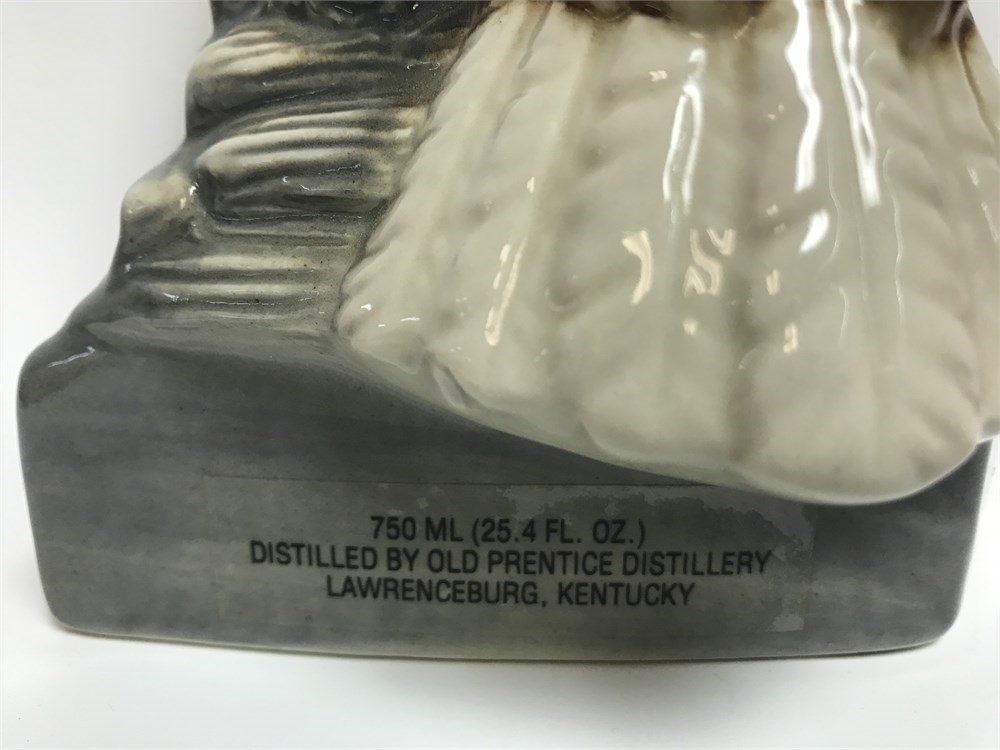 750 ML (25.4 FL. OZ.)
DISTILLED BY OLD PRENTICE DISTILLERY
LAWRENCEBURG, KENTUCKY